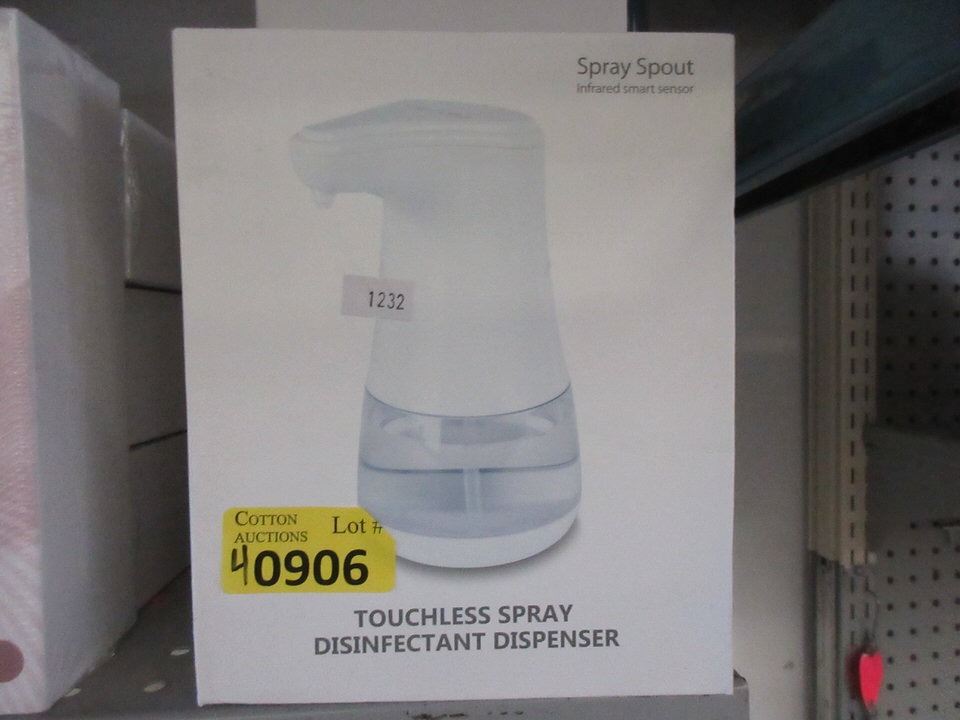 Spray Spout
Infrared smart sensor
1232
COTTON
AUCTIONS
Lot #
40906
TOUCHLESS SPRAY
DISINFECTANT DISPENSER